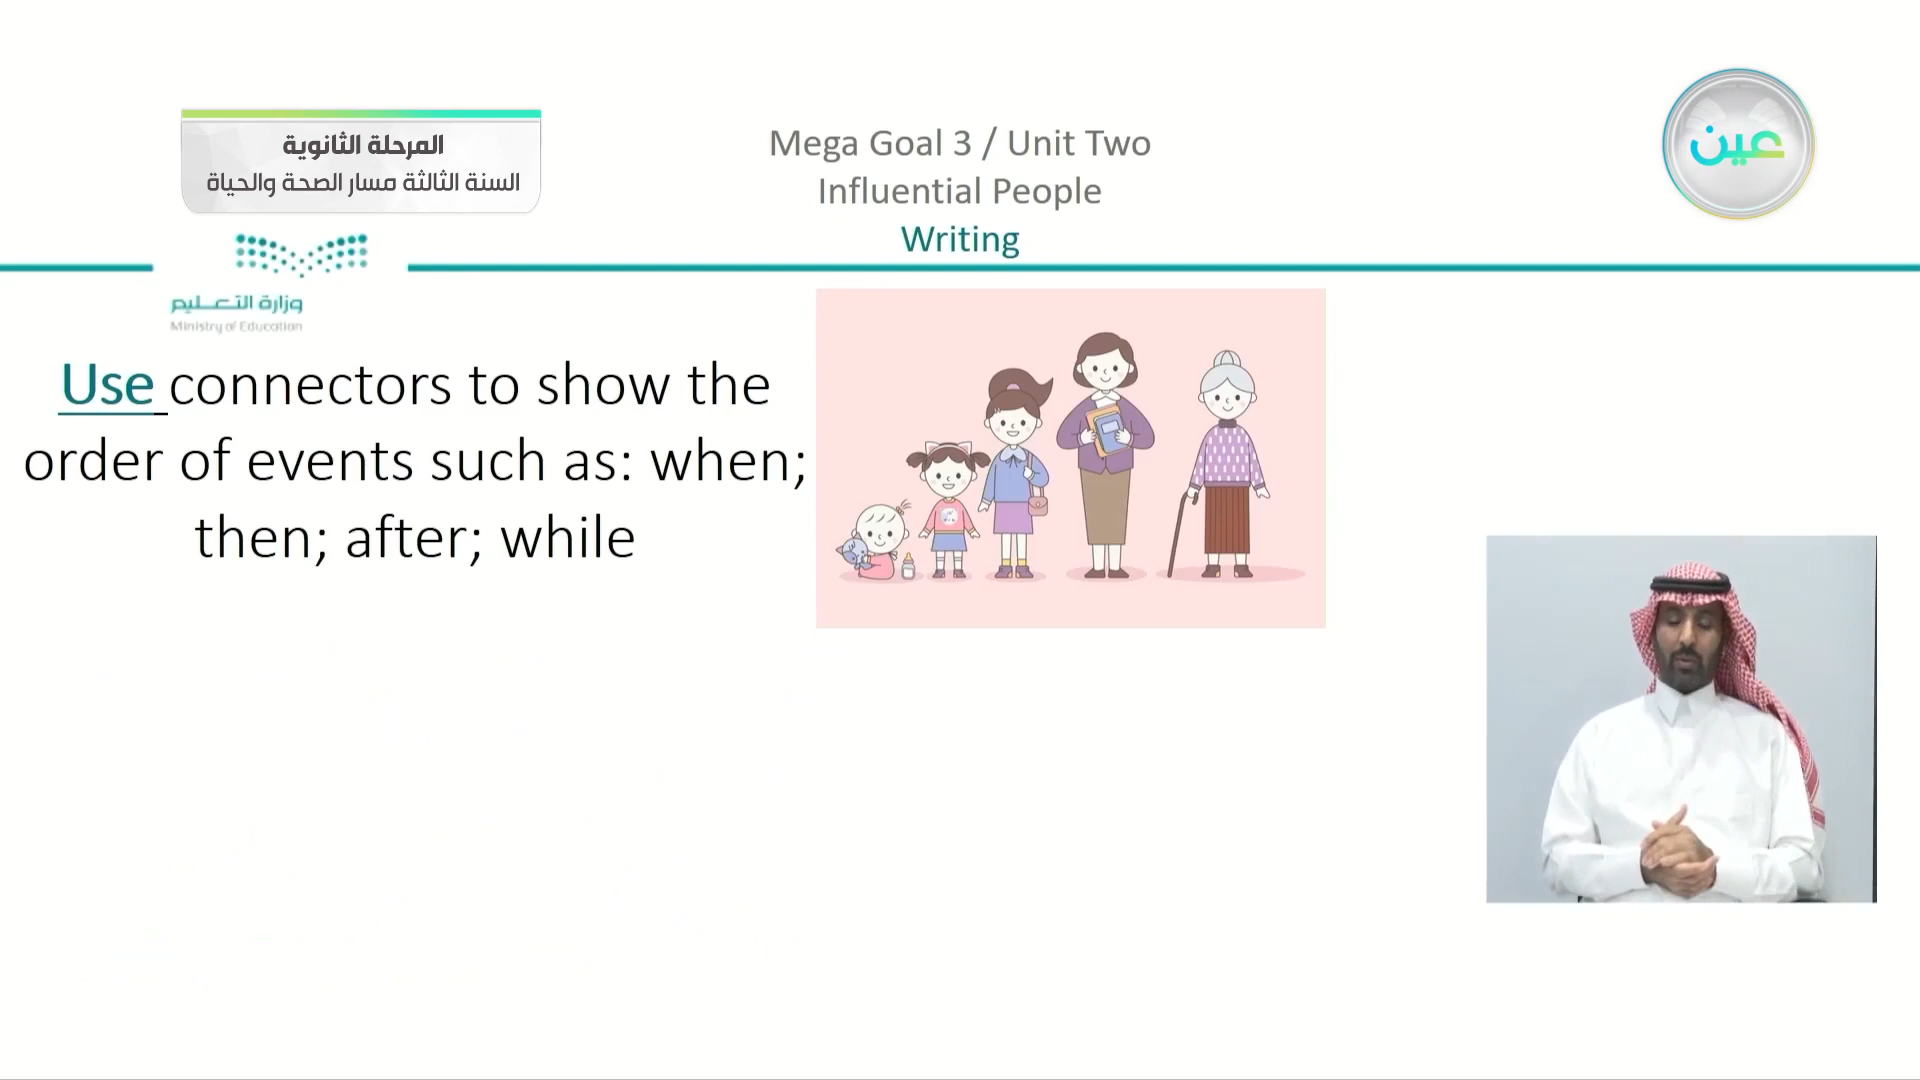 المرحلة الثانوية
السنة الثالثة مسار الصحة والحياة
Mega Goal 3 / Unit Two
Influential People
Writing
عين
وزارة التعليم
Ministry of Education
Use connectors to show the
order of events such as: when;
then; after; while